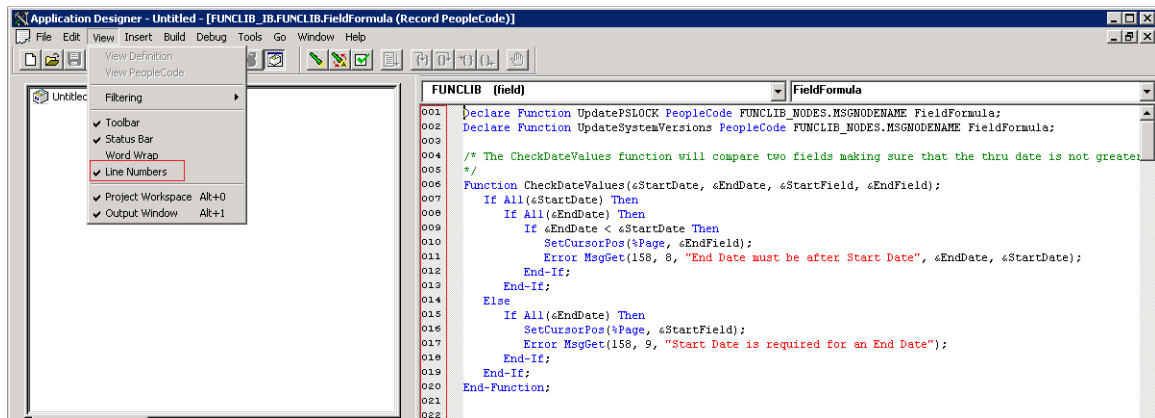 Application Designer - Untitled - [FUNCLIB_IB.FUNCLIB.FieldFormula (Record PeopleCode)]
File Edit View Insert Build Debug Tools Go Window Help
View Definition
View PeopleCode
Filtering
Toolbar
Status Bar
Word Wrap
Line Numbers
Project Workspace Alt+0
Output Window Alt+1
Untitled
FUNCLIB (field)
FieldFormula
001 Declare Function UpdatePSLOCK PeopleCode FUNCLIB_NODES.MSGNODENAME FieldFormula;
002 Declare Function UpdateSystemVersions PeopleCode FUNCLIB_NODES.MSGNODENAME FieldFormula;
003
004 /* The CheckDateValues function will compare two fields making sure that the thru date is not greater
005 */
006 Function CheckDateValues(&StartDate, &EndDate, &StartField, &EndField);
007 If All(&StartDate) Then
008 If All(&EndDate) Then
009 If &EndDate < &StartDate Then
010 SetCursorPos(%Page, &EndField);
011 Error MsgGet(158, 8, "End Date must be after Start Date", &EndDate, &StartDate);
012 End-If;
013 End-If;
014 Else
015 If All(&EndDate) Then
016 SetCursorPos(%Page, &StartField);
017 Error MsgGet(158, 9, "Start Date is required for an End Date");
018 End-If;
019 End-If;
020 End-Function;
021
022